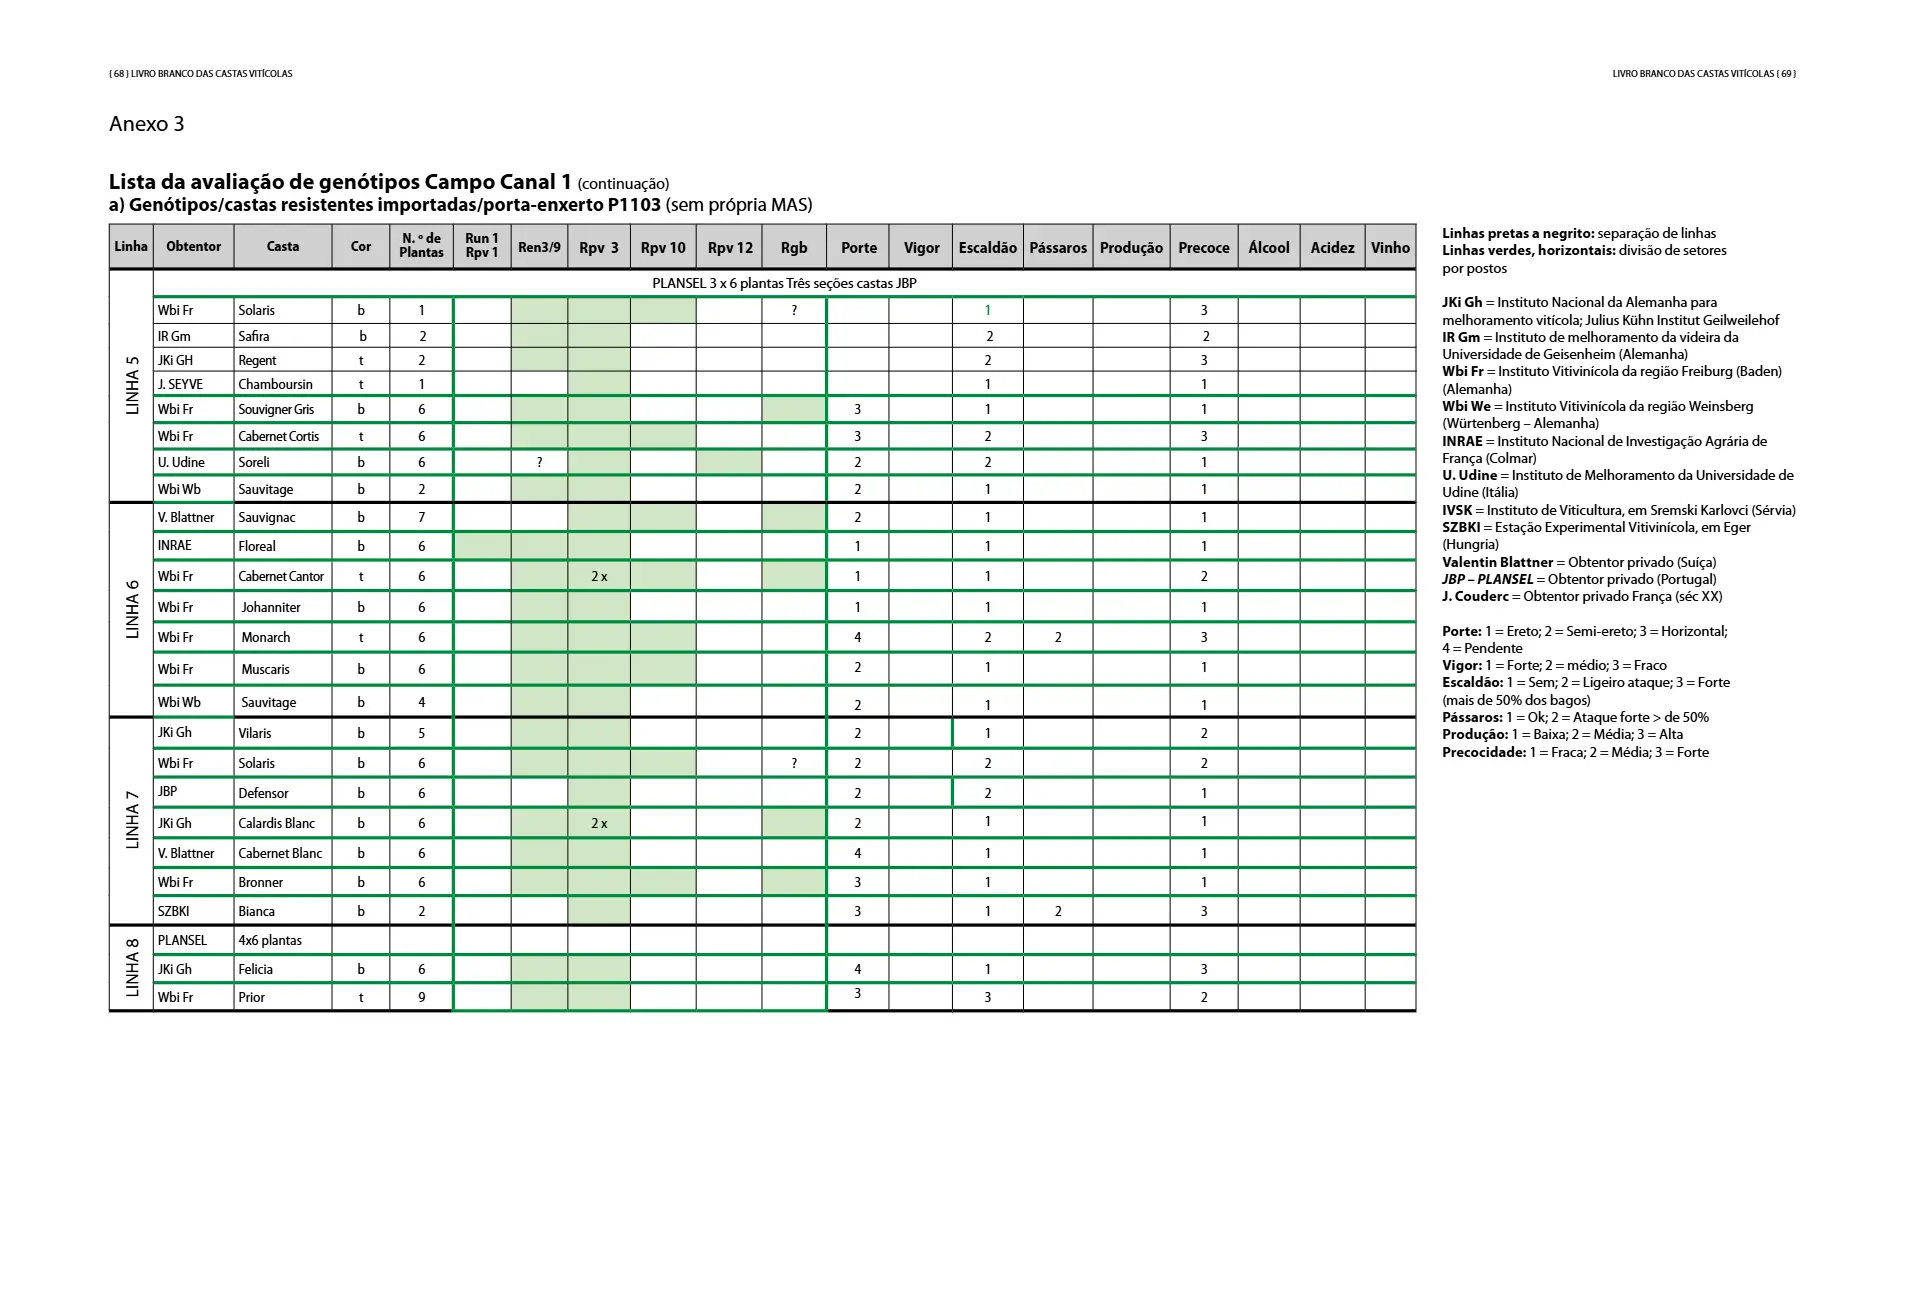 { 68 } LIVRO BRANCO DAS CASTAS VITÍCOLAS
LIVRO BRANCO DAS CASTAS VITÍCOLAS { 69 }
Anexo 3
Lista da avaliação de genótipos Campo Canal 1 (continuação)
a) Genótipos/castas resistentes importadas/porta-enxerto P1103 (sem própria MAS)
Linha Obtentor Casta Cor N. º de Plantas Run 1 Rpv 1 Ren3/9 Rpv 3 Rpv 10 Rpv 12 Rgb Porte Vigor Escaldão Pássaros Produção Precoce Álcool Acidez Vinho
LINHA 5
PLANSEL 3 x 6 plantas Três seções castas JBP
Wbi Fr Solaris b 1 ? 1 3
IR Gm Safira b 2 2 2
JKi GH Regent t 2 2 3
J. SEYVE Chamboursin t 1 1 1
Wbi Fr Souvigner Gris b 6 3 1 1
Wbi Fr Cabernet Cortis t 6 3 2 3
U. Udine Soreli b 6 ? 2 2 1
Wbi Wb Sauvitage b 2 2 1 1
LINHA 6
V. Blattner Sauvignac b 7 2 1 1
INRAE Floreal b 6 1 1 1
Wbi Fr Cabernet Cantor t 6 2 x 1 1 2
Wbi Fr Johanniter b 6 1 1 1
Wbi Fr Monarch t 6 4 2 2 3
Wbi Fr Muscaris b 6 2 1 1
Wbi Wb Sauvitage b 4 2 1 1
LINHA 7
JKi Gh Vilaris b 5 2 1 2
Wbi Fr Solaris b 6 ? 2 2 2
JBP Defensor b 6 2 2 1
JKi Gh Calardis Blanc b 6 2 x 2 1 1
V. Blattner Cabernet Blanc b 6 4 1 1
Wbi Fr Bronner b 6 3 1 1
SZBKI Bianca b 2 3 1 2 3
LINHA 8
PLANSEL 4x6 plantas
JKi Gh Felicia b 6 4 1 3
Wbi Fr Prior t 9 3 3 2
Linhas pretas a negrito: separação de linhas
Linhas verdes, horizontais: divisão de setores
por postos
JKi Gh = Instituto Nacional da Alemanha para
melhoramento vitícola; Julius Kühn Institut Geilweilehof
IR Gm = Instituto de melhoramento da videira da
Universidade de Geisenheim (Alemanha)
Wbi Fr = Instituto Vitivinícola da região Freiburg (Baden)
(Alemanha)
Wbi We = Instituto Vitivinícola da região Weinsberg
(Würtenberg – Alemanha)
INRAE = Instituto Nacional de Investigação Agrária de
França (Colmar)
U. Udine = Instituto de Melhoramento da Universidade de
Udine (Itália)
IVSK = Instituto de Viticultura, em Sremski Karlovci (Sérvia)
SZBKI = Estação Experimental Vitivinícola, em Eger
(Hungria)
Valentin Blattner = Obtentor privado (Suíça)
JBP – PLANSEL = Obtentor privado (Portugal)
J. Couderc = Obtentor privado França (séc XX)
Porte: 1 = Ereto; 2 = Semi-ereto; 3 = Horizontal;
4 = Pendente
Vigor: 1 = Forte; 2 = médio; 3 = Fraco
Escaldão: 1 = Sem; 2 = Ligeiro ataque; 3 = Forte
(mais de 50% dos bagos)
Pássaros: 1 = Ok; 2 = Ataque forte > de 50%
Produção: 1 = Baixa; 2 = Média; 3 = Alta
Precocidade: 1 = Fraca; 2 = Média; 3 = Forte